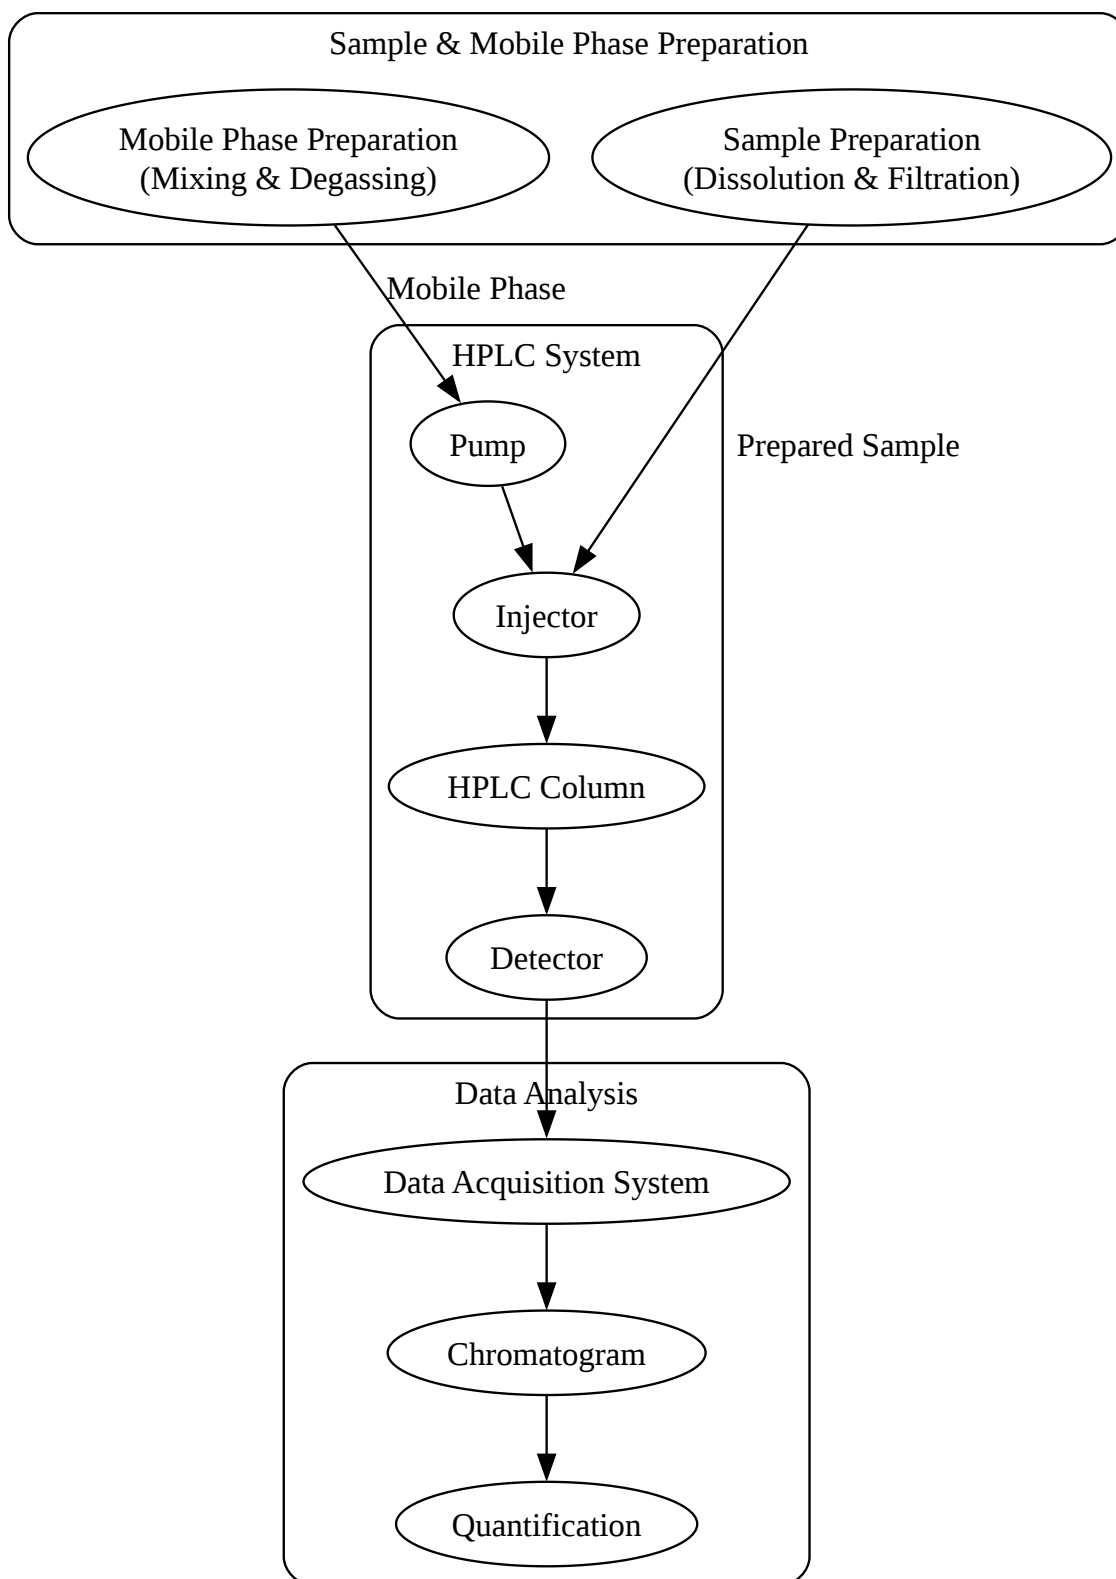 Sample & Mobile Phase Preparation
Mobile Phase Preparation
(Mixing & Degassing)
Sample Preparation
(Dissolution & Filtration)
Mobile Phase
HPLC System
Pump
Prepared Sample
Injector
HPLC Column
Detector
Data Analysis
Data Acquisition System
Chromatogram
Quantification